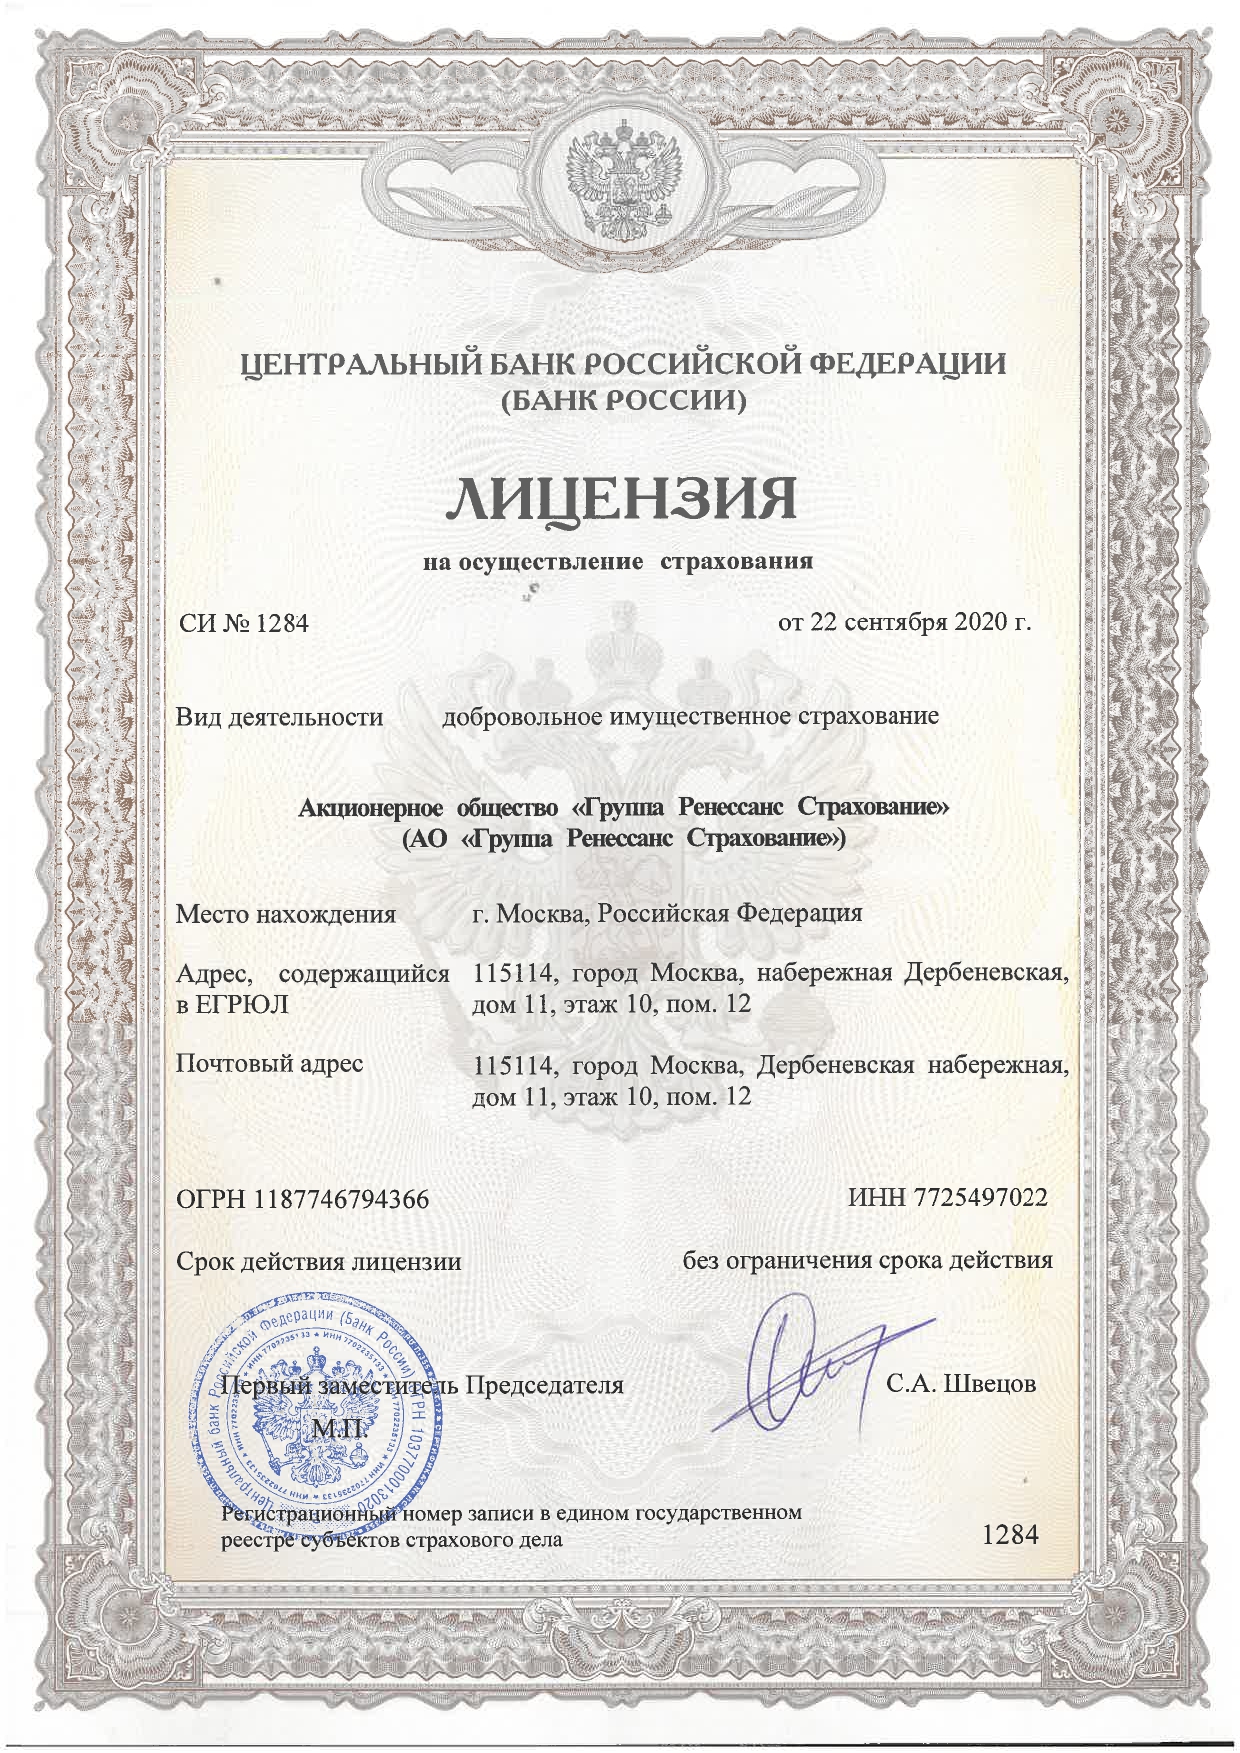 ЦЕНТРАЛЬНЫЙ БАНК РОССИЙСКОЙ ФЕДЕРАЦИИ
(БАНК РОССИИ)
ЛИЦЕНЗИЯ
на осуществление страхования
СИ № 1284 от 22 сентября 2020 г.
Вид деятельности добровольное имущественное страхование
Акционерное общество «Группа Ренессанс Страхование»
(АО «Группа Ренессанс Страхование»)
Место нахождения г. Москва, Российская Федерация
Адрес, содержащийся 115114, город Москва, набережная Дербеневская,
в ЕГРЮЛ дом 11, этаж 10, пом. 12
Почтовый адрес 115114, город Москва, Дербеневская набережная,
дом 11, этаж 10, пом. 12
ОГРН 1187746794366 ИНН 7725497022
Срок действия лицензии без ограничения срока действия
Первый заместитель Председателя С.А. Швецов
М.П.
Центральный банк Российской Федерации (Банк России) ОГРН 1037700013020
ИНН 7702235133 * ИНН 7702235133 * ИНН 7702235133
Регистрационный номер записи в едином государственном
реестре субъектов страхового дела 1284